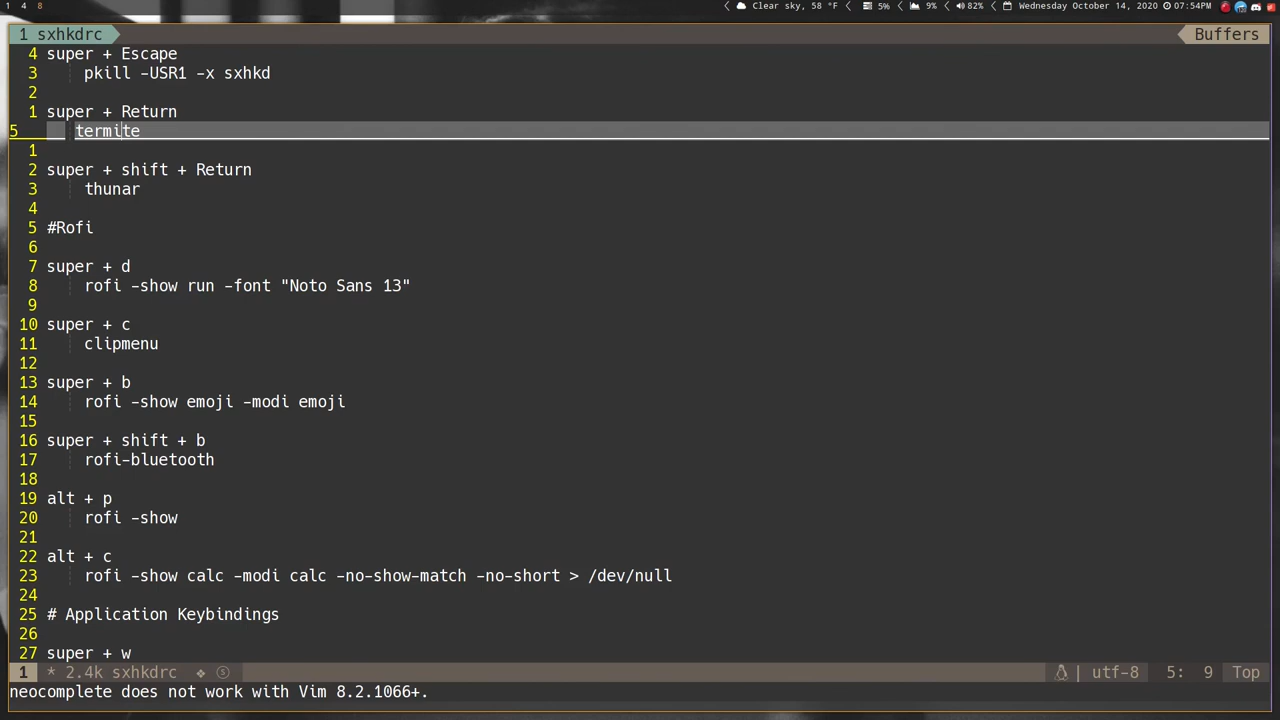 1 4 8 Clear sky, 58 °F 5% 9% 82% Wednesday October 14, 2020 07:54PM
1 sxhkdrc Buffers
4 super + Escape
3 pkill -USR1 -x sxhkd
2
1 super + Return
5 termite
1
2 super + shift + Return
3 thunar
4
5 #Rofi
6
7 super + d
8 rofi -show run -font "Noto Sans 13"
9
10 super + c
11 clipmenu
12
13 super + b
14 rofi -show emoji -modi emoji
15
16 super + shift + b
17 rofi-bluetooth
18
19 alt + p
20 rofi -show
21
22 alt + c
23 rofi -show calc -modi calc -no-show-match -no-short > /dev/null
24
25 # Application Keybindings
26
27 super + w
1 * 2.4k sxhkdrc ❖ ⓢ | utf-8 5: 9 Top
neocomplete does not work with Vim 8.2.1066+.